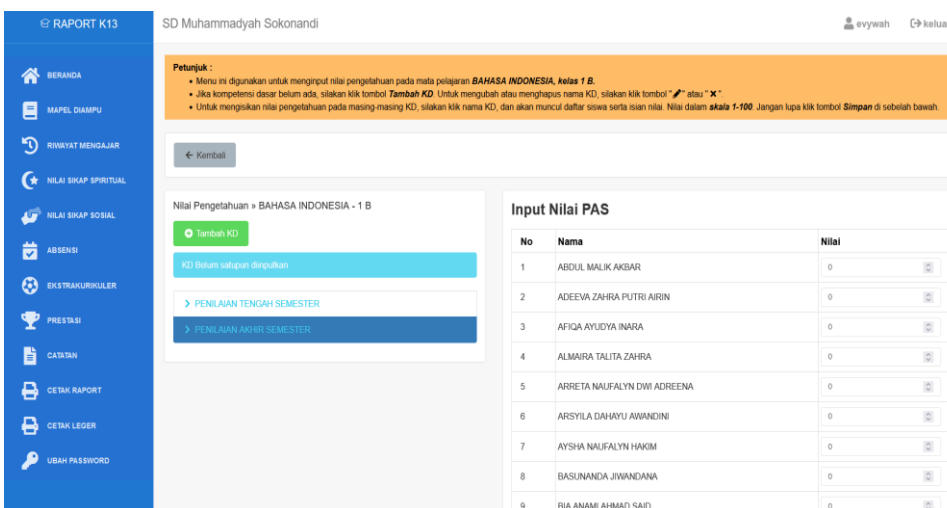 RAPORT K13
SD Muhammadyah Sokonandi
evywah
kelua
BERANDA
MAPEL DIAMPU
RIWAYAT MENGAJAR
NILAI SIKAP SPIRITUAL
NILAI SIKAP SOSIAL
ABSENSI
EKSTRAKURIKULER
PRESTASI
CATATAN
CETAK RAPORT
CETAK LEGER
UBAH PASSWORD
Petunjuk :
• Menu ini digunakan untuk menginput nilai pengetahuan pada mata pelajaran BAHASA INDONESIA, kelas 1 B.
• Jika kompetensi dasar belum ada, silakan klik tombol Tambah KD. Untuk mengubah atau menghapus nama KD, silakan klik tombol "✎" atau "✕".
• Untuk mengisikan nilai pengetahuan pada masing-masing KD, silakan klik nama KD, dan akan muncul daftar siswa serta isian nilai. Nilai dalam skala 1-100. Jangan lupa klik tombol Simpan di sebelah bawah.
← Kembali
Nilai Pengetahuan » BAHASA INDONESIA - 1 B
Tambah KD
KD Belum satupun diinputkan
> PENILAIAN TENGAH SEMESTER
> PENILAIAN AKHIR SEMESTER
Input Nilai PAS
No Nama Nilai
1 ABDUL MALIK AKBAR 0
2 ADEEVA ZAHRA PUTRI AIRIN 0
3 AFIQA AYUDYA INARA 0
4 ALMAIRA TALITA ZAHRA 0
5 ARRETA NAUFALYN DWI ADREENA 0
6 ARSYILA DAHAYU AWANDINI 0
7 AYSHA NAUFALYN HAKIM 0
8 BASUNANDA JIWANDANA 0
9 BIA ANAMI AHMAD SAID 0